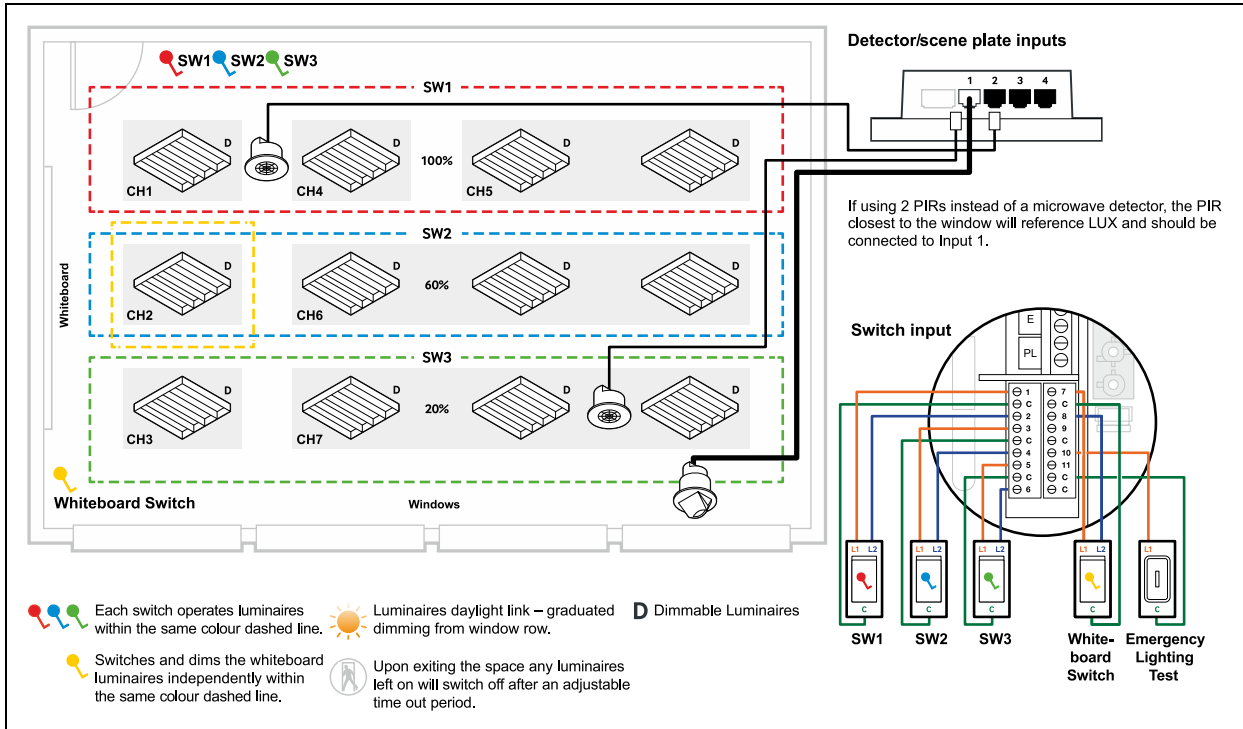 SW1 SW2 SW3
SW1
D
D
D
D
100%
CH1
CH4
CH5
SW2
D
D
D
D
60%
CH2
CH6
SW3
D
D
D
D
20%
CH3
CH7
Whiteboard
Whiteboard Switch
Windows
Detector/scene plate inputs
1 2 3 4
If using 2 PIRs instead of a microwave detector, the PIR
closest to the window will reference LUX and should be
connected to Input 1.
Switch input
E
PL
1 7
C C
2 8
3 9
C C
4 10
5 11
C C
6 C
L1 L2
L1 L2
L1 L2
L1 L2
L1
C
C
C
C
C
SW1
SW2
SW3
White-
board
Switch
Emergency
Lighting
Test
Each switch operates luminaires
within the same colour dashed line.
Switches and dims the whiteboard
luminaires independently within
the same colour dashed line.
Luminaires daylight link – graduated
dimming from window row.
Upon exiting the space any luminaires
left on will switch off after an adjustable
time out period.
D Dimmable Luminaires